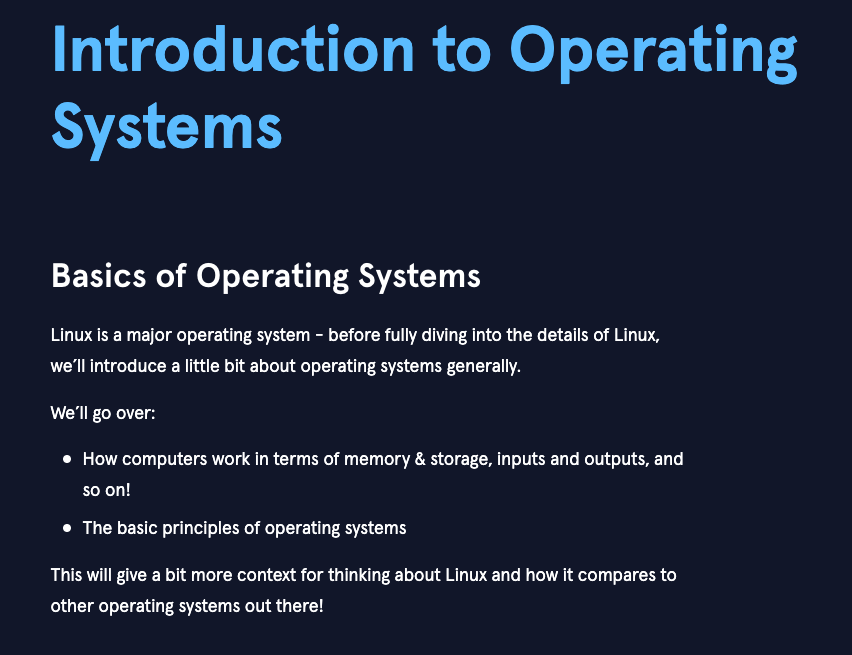 Introduction to Operating
Systems
Basics of Operating Systems
Linux is a major operating system - before fully diving into the details of Linux,
we’ll introduce a little bit about operating systems generally.
We’ll go over:
• How computers work in terms of memory & storage, inputs and outputs, and
so on!
• The basic principles of operating systems
This will give a bit more context for thinking about Linux and how it compares to
other operating systems out there!